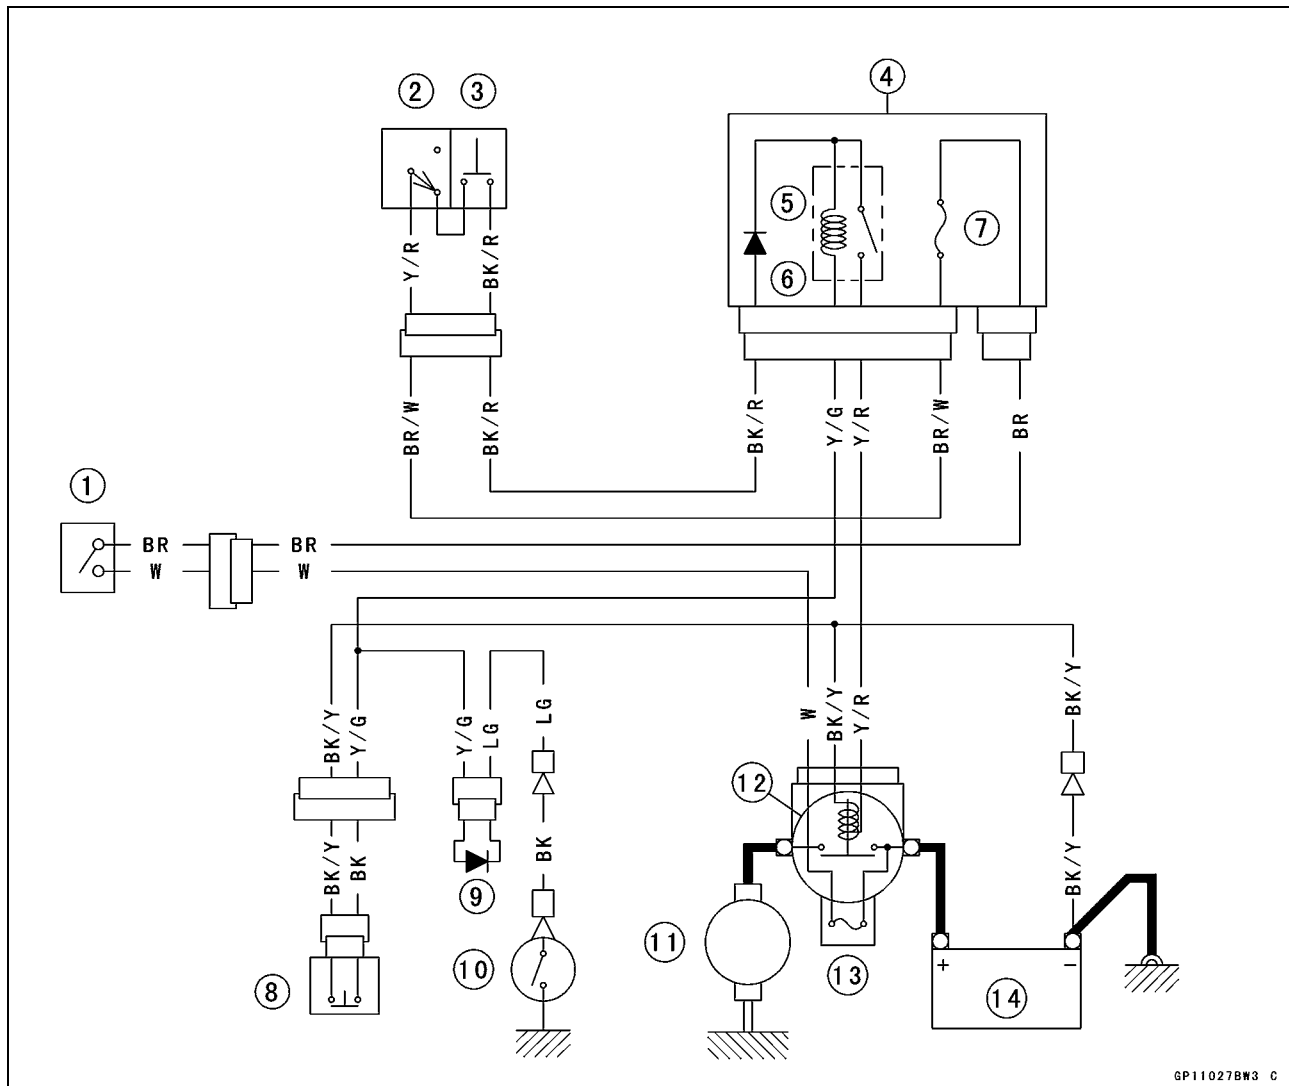 2 3 4
5
7
6
Y/R BK/R
BR/W BK/R BK/R Y/G Y/R BR/W BR
1
BR BR
W W
BK/Y Y/G Y/G LG LG W BK/Y Y/R BK/Y
12
BK/Y BK BK BK/Y
9
11
10
13
8
+ −
14
GP11027BW3 C